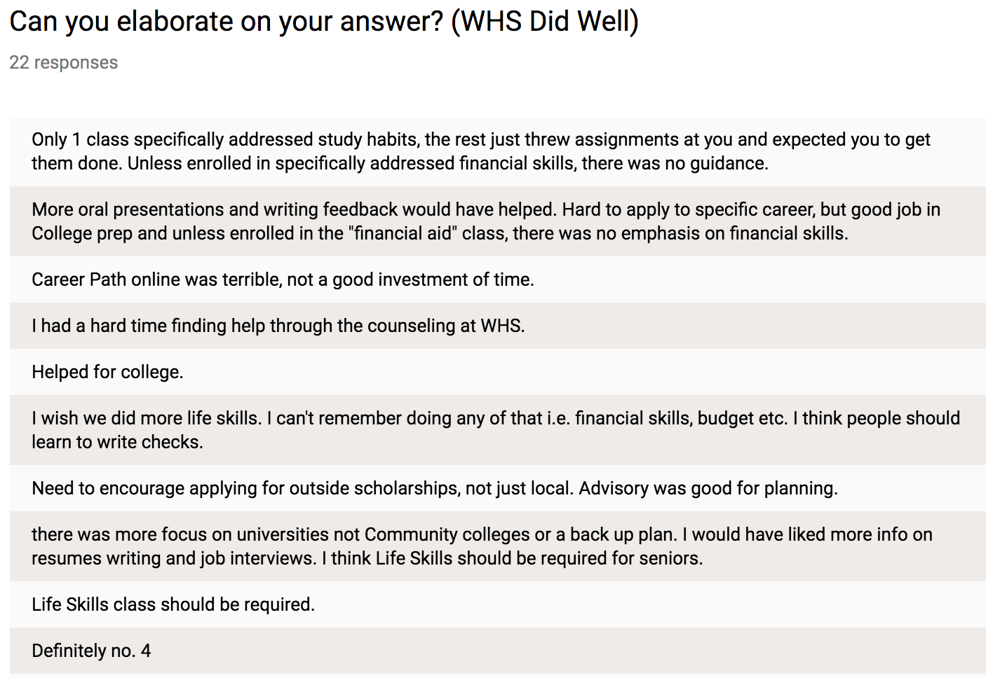 Can you elaborate on your answer? (WHS Did Well)
22 responses
Only 1 class specifically addressed study habits, the rest just threw assignments at you and expected you to get
them done. Unless enrolled in specifically addressed financial skills, there was no guidance.
More oral presentations and writing feedback would have helped. Hard to apply to specific career, but good job in
College prep and unless enrolled in the "financial aid" class, there was no emphasis on financial skills.
Career Path online was terrible, not a good investment of time.
I had a hard time finding help through the counseling at WHS.
Helped for college.
I wish we did more life skills. I can't remember doing any of that i.e. financial skills, budget etc. I think people should
learn to write checks.
Need to encourage applying for outside scholarships, not just local. Advisory was good for planning.
there was more focus on universities not Community colleges or a back up plan. I would have liked more info on
resumes writing and job interviews. I think Life Skills should be required for seniors.
Life Skills class should be required.
Definitely no. 4